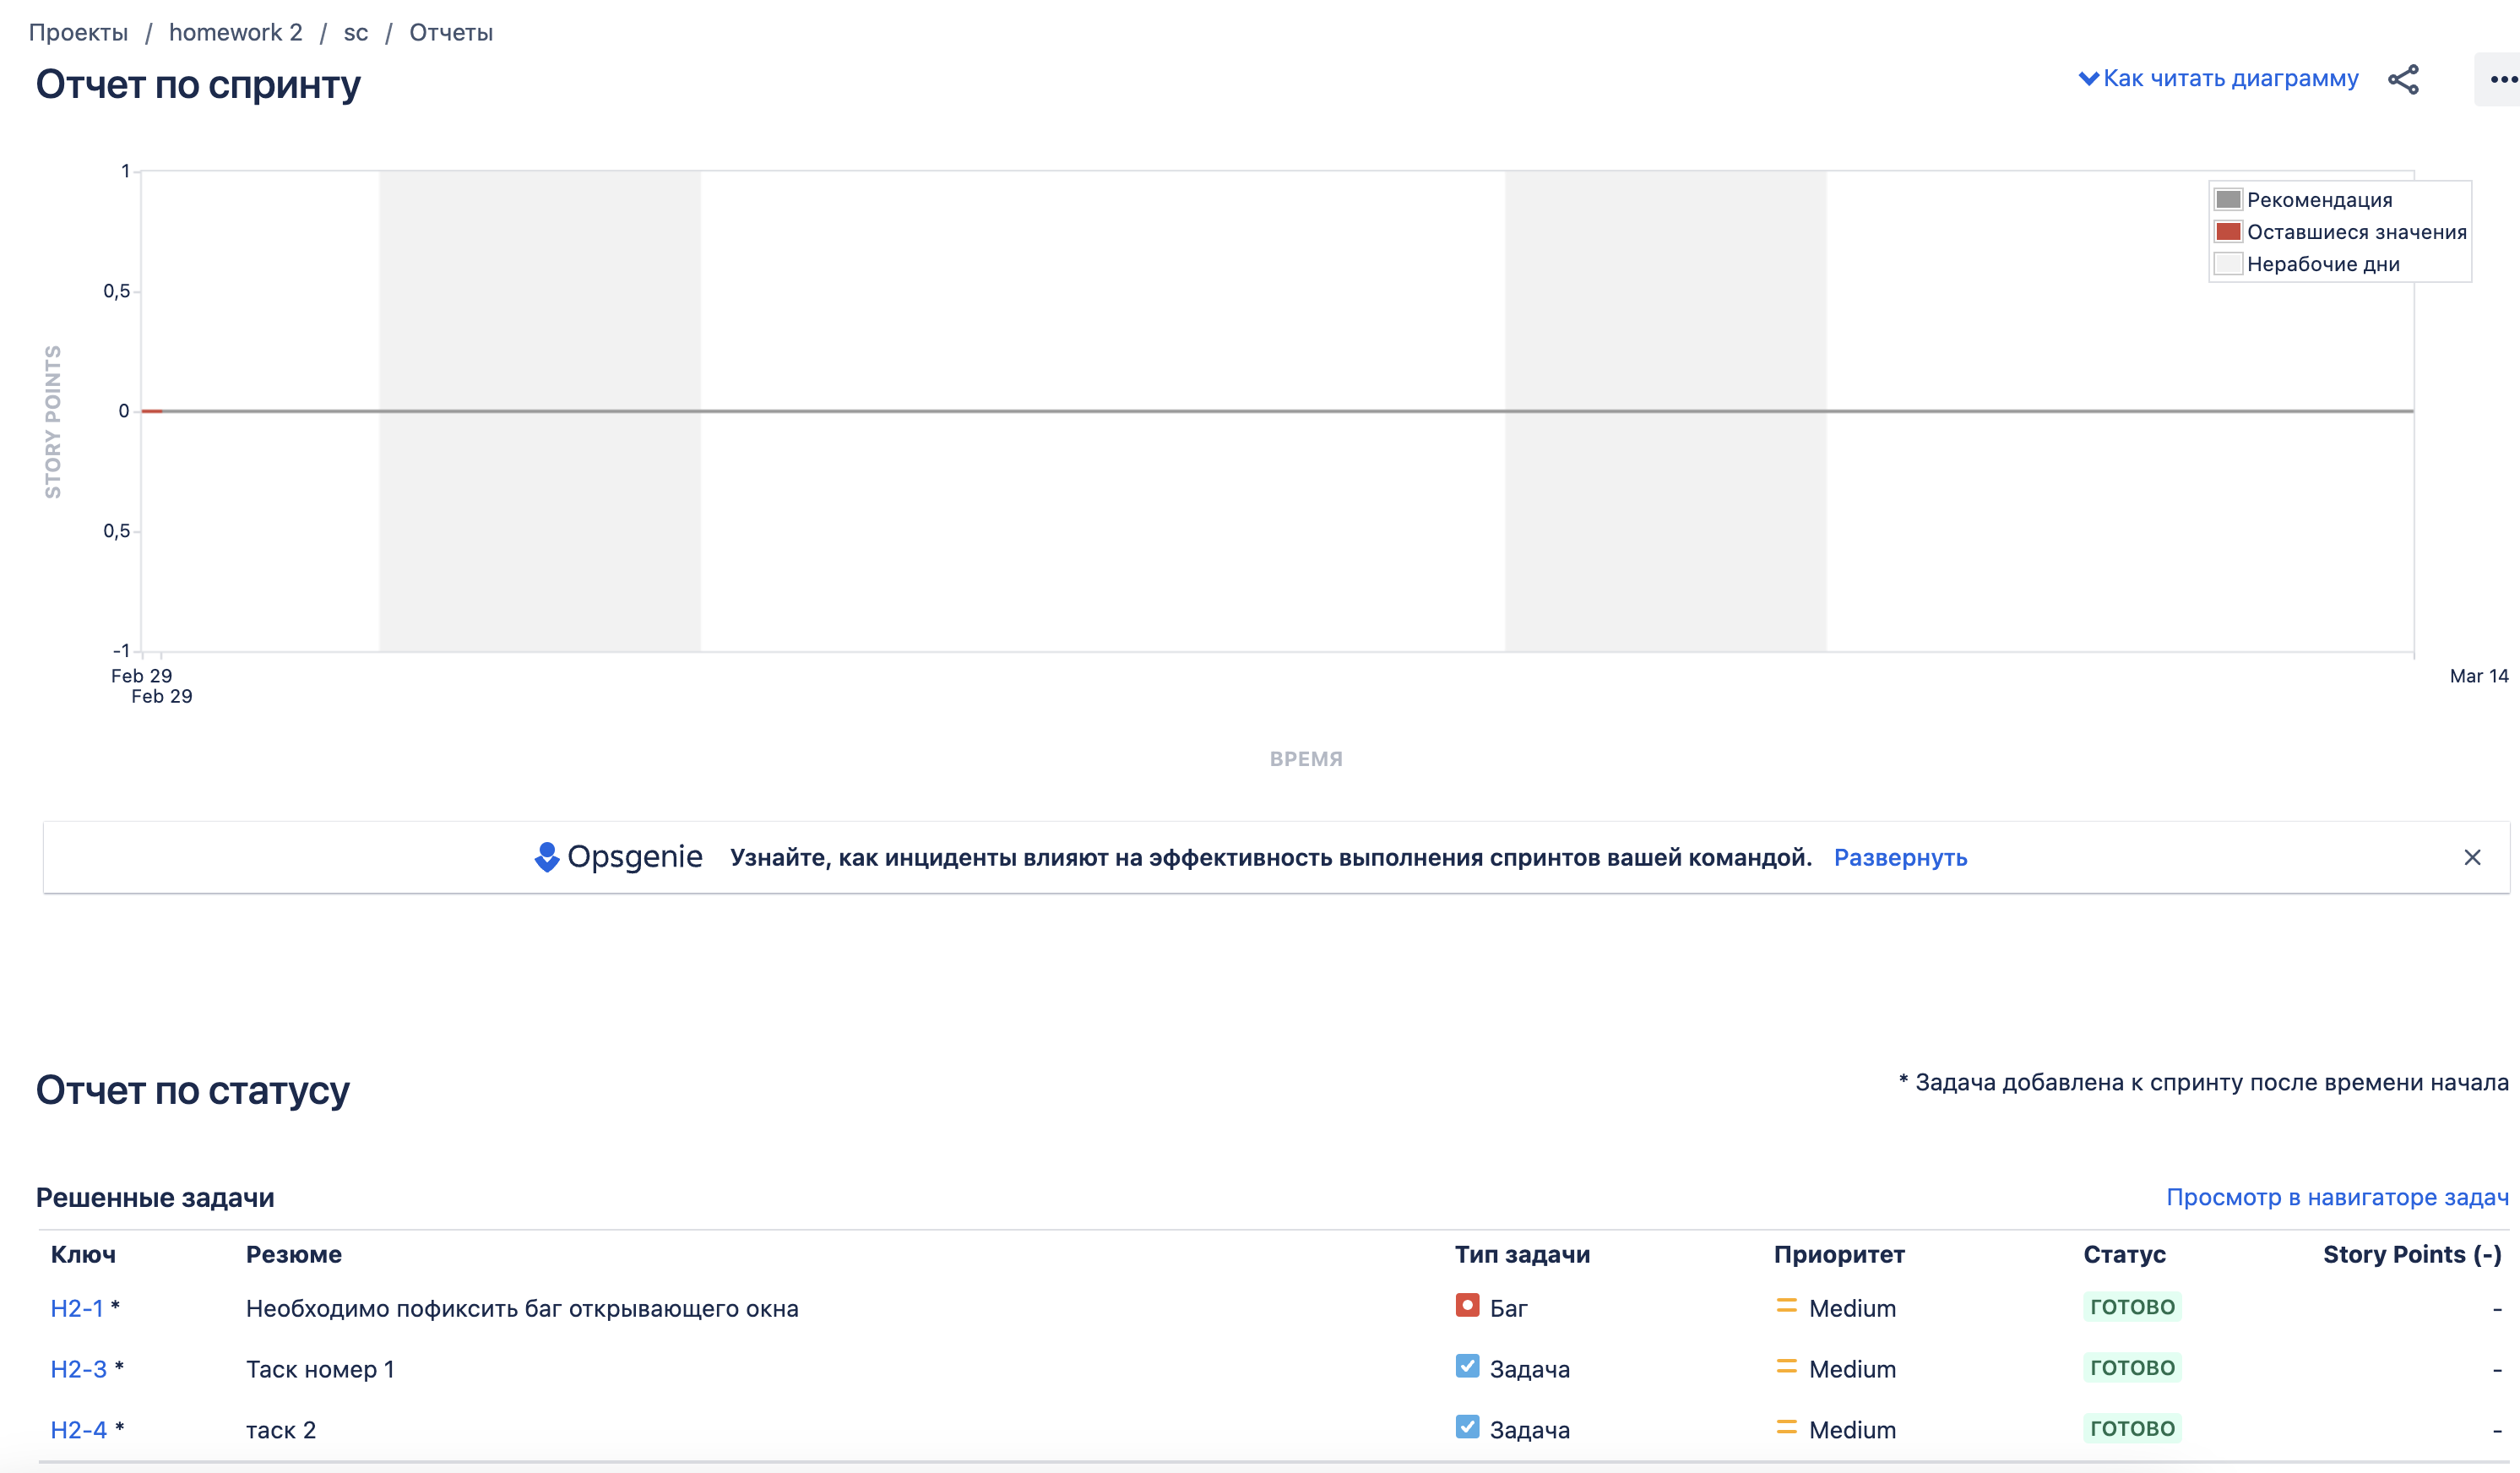 Проекты / homework 2 / sc / Отчеты
Отчет по спринту
Как читать диаграмму
1
0,5
0
0,5
-1
STORY POINTS
Рекомендация
Оставшиеся значения
Нерабочие дни
Feb 29
Feb 29
Mar 14
ВРЕМЯ
Opsgenie Узнайте, как инциденты влияют на эффективность выполнения спринтов вашей командой. Развернуть
Отчет по статусу
* Задача добавлена к спринту после времени начала
Решенные задачи
Просмотр в навигаторе задач
Ключ Резюме Тип задачи Приоритет Статус Story Points (-)
H2-1 * Необходимо пофиксить баг открывающего окна Баг Medium ГОТОВО -
H2-3 * Таск номер 1 Задача Medium ГОТОВО -
H2-4 * таск 2 Задача Medium ГОТОВО -